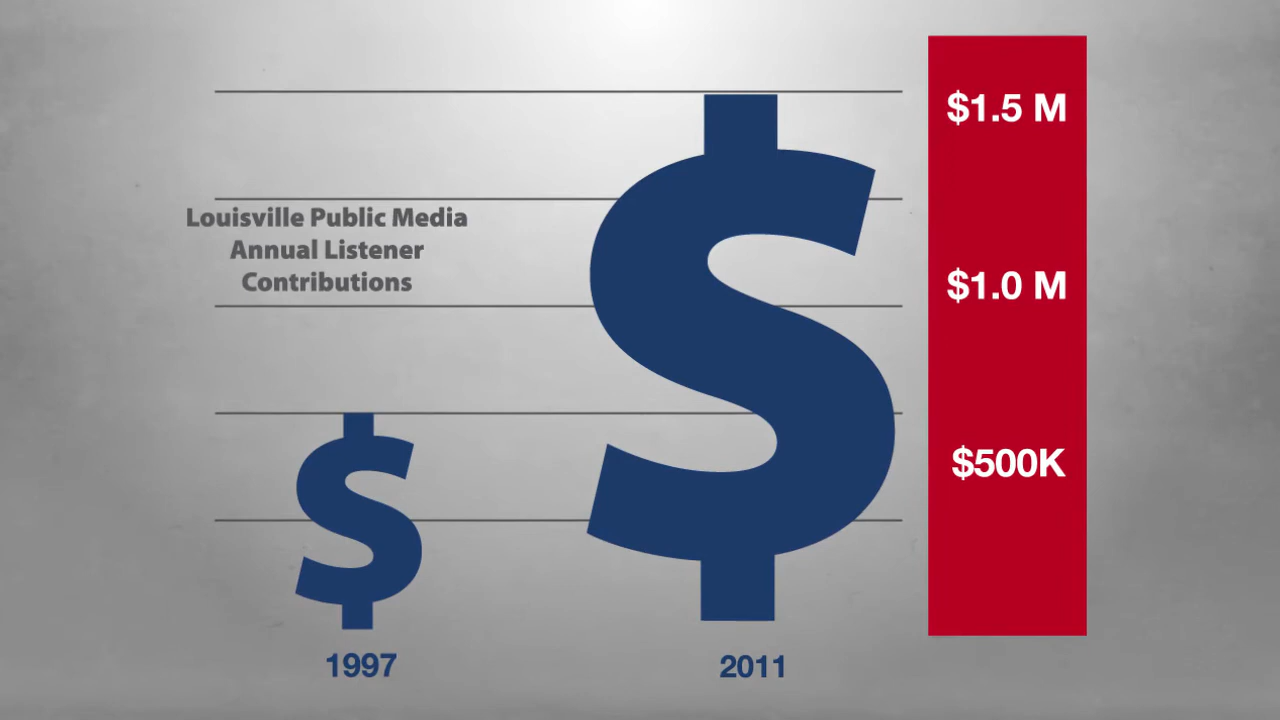 Louisville Public Media
Annual Listener
Contributions
$1.5 M
$1.0 M
$500K
$
$
1997
2011